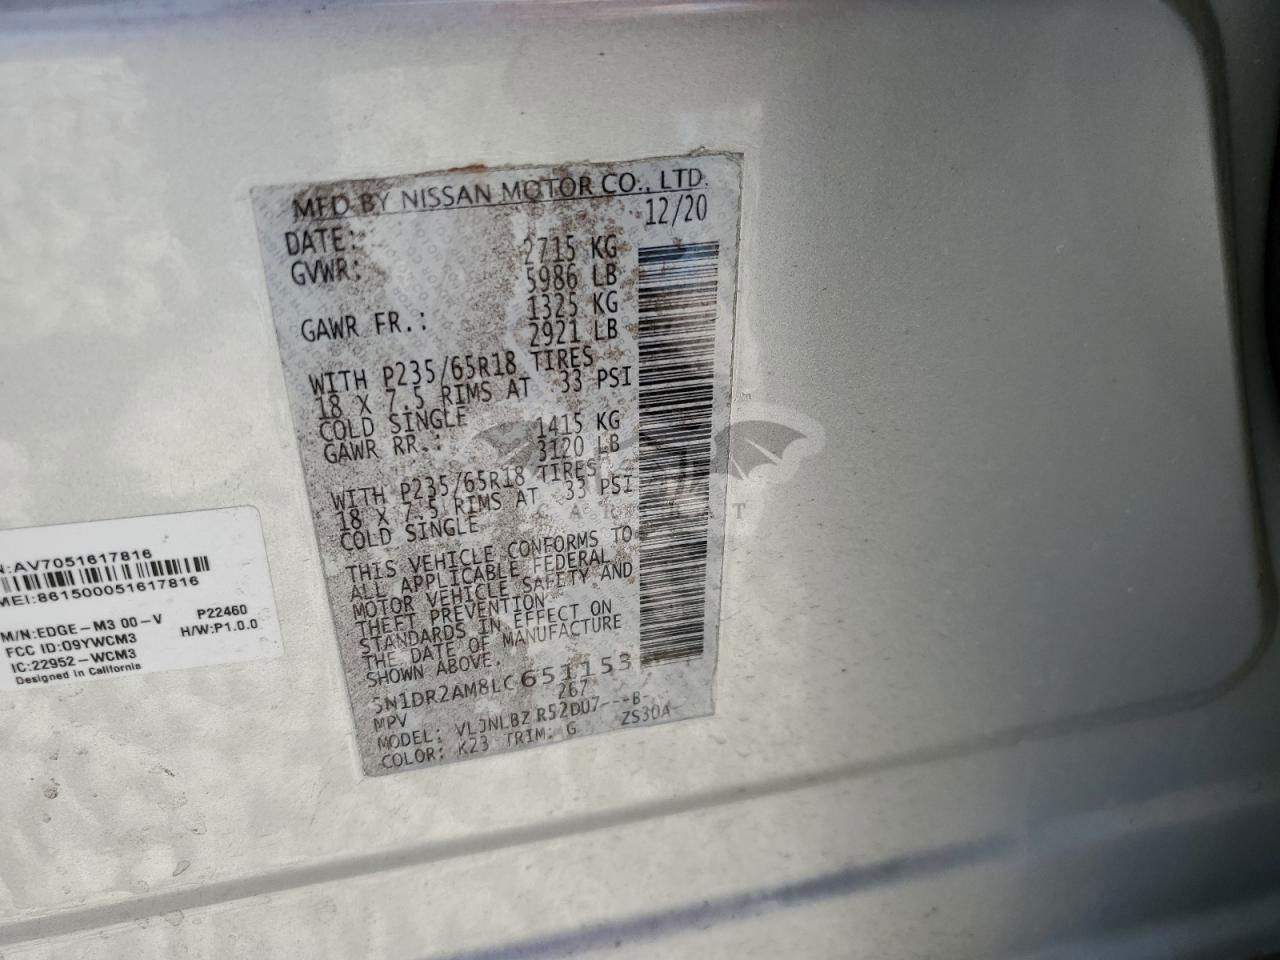 MFD BY NISSAN MOTOR CO., LTD.
DATE: 12/20
GVWR: 2715 KG
5986 LB
GAWR FR.: 1325 KG
2921 LB
WITH P235/65R18 TIRES
18 X 7.5 RIMS AT 33 PSI
COLD SINGLE
GAWR RR.: 1415 KG
3120 LB
WITH P235/65R18 TIRES
18 X 7.5 RIMS AT 33 PSI
COLD SINGLE
THIS VEHICLE CONFORMS TO
ALL APPLICABLE FEDERAL
MOTOR VEHICLE SAFETY AND
THEFT PREVENTION
STANDARDS IN EFFECT ON
THE DATE OF MANUFACTURE
SHOWN ABOVE.
5N1DR2AM8LC651153
MPV 267
MODEL: VLJNLBZ R52DU7---B-
COLOR: K23 TRIM: G ZS30A-
N:AV7051617816
MEI:861500051617816
M/N:EDGE-M3 00-V P22460
FCC ID:09YWCM3 H/W:P1.0.0
IC:22952-WCM3
Designed in California